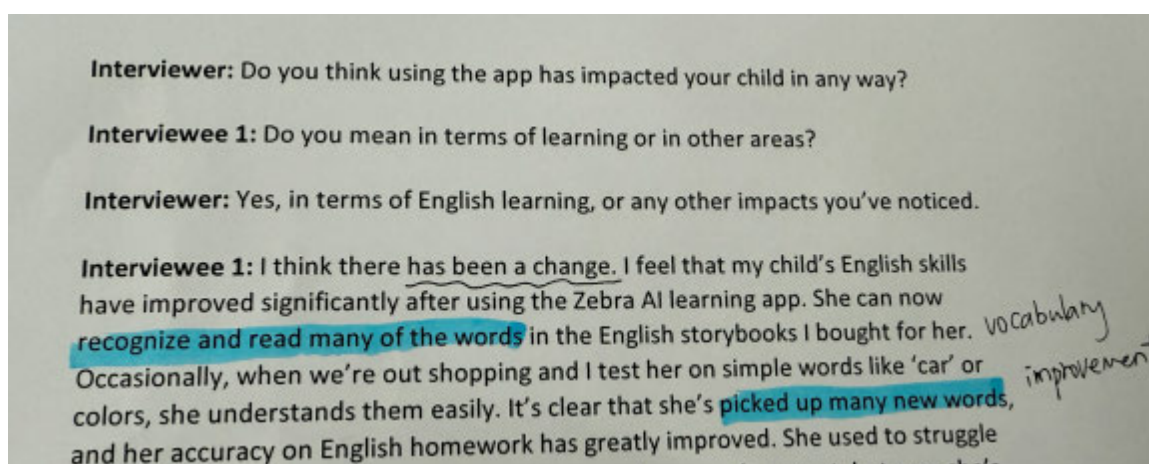 Interviewer: Do you think using the app has impacted your child in any way?
Interviewee 1: Do you mean in terms of learning or in other areas?
Interviewer: Yes, in terms of English learning, or any other impacts you've noticed.
Interviewee 1: I think there has been a change. I feel that my child's English skills
have improved significantly after using the Zebra AI learning app. She can now
recognize and read many of the words in the English storybooks I bought for her.
vocabulary
Occasionally, when we're out shopping and I test her on simple words like 'car' or
improvemen
colors, she understands them easily. It's clear that she's picked up many new words,
and her accuracy on English homework has greatly improved. She used to struggle